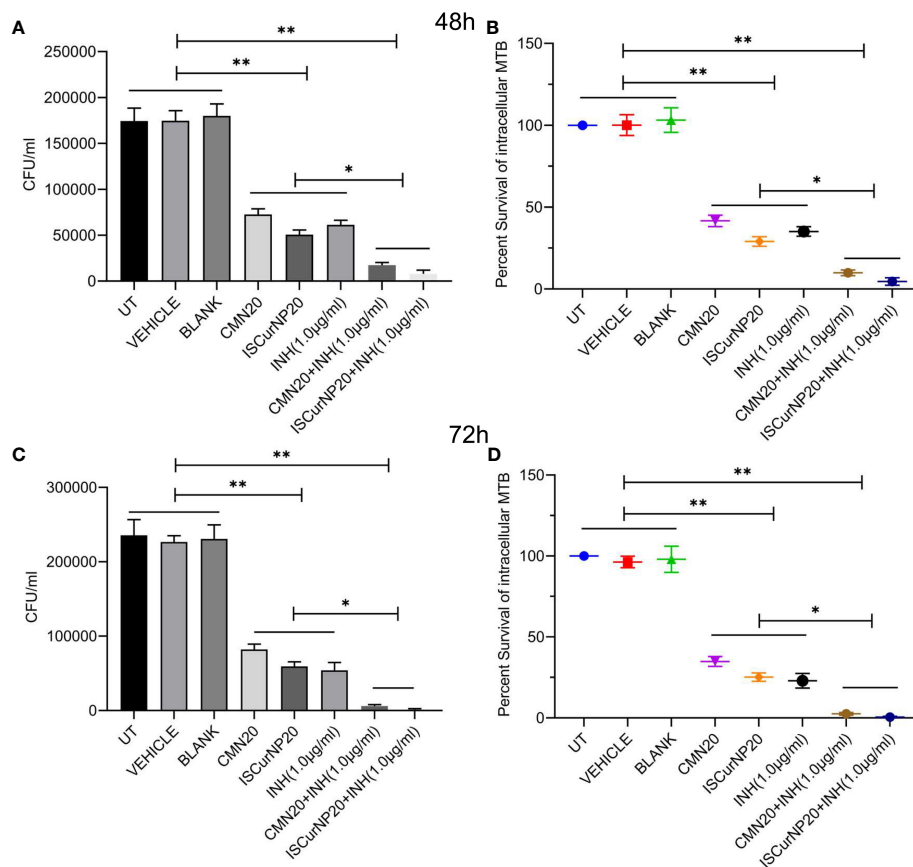 48h
A
**
**
*
CFU/ml
250000
200000
150000
100000
50000
0
UT
VEHICLE
BLANK
CMN20
ISCurNP20
INH(1.0µg/ml)
CMN20+INH(1.0µg/ml)
ISCurNP20+INH(1.0µg/ml)
B
**
**
*
Percent Survival of intracellular MTB
150
100
50
0
UT
VEHICLE
BLANK
CMN20
ISCurNP20
INH(1.0µg/ml)
CMN20+INH(1.0µg/ml)
ISCurNP20+INH(1.0µg/ml)
72h
C
**
**
*
CFU/ml
300000
200000
100000
0
UT
VEHICLE
BLANK
CMN20
ISCurNP20
INH(1.0µg/ml)
CMN20+INH(1.0µg/ml)
ISCurNP20+INH(1.0µg/ml)
D
**
**
*
Percent Survival of intracellular MTB
150
100
50
0
UT
VEHICLE
BLANK
CMN20
ISCurNP20
INH(1.0µg/ml)
CMN20+INH(1.0µg/ml)
ISCurNP20+INH(1.0µg/ml)